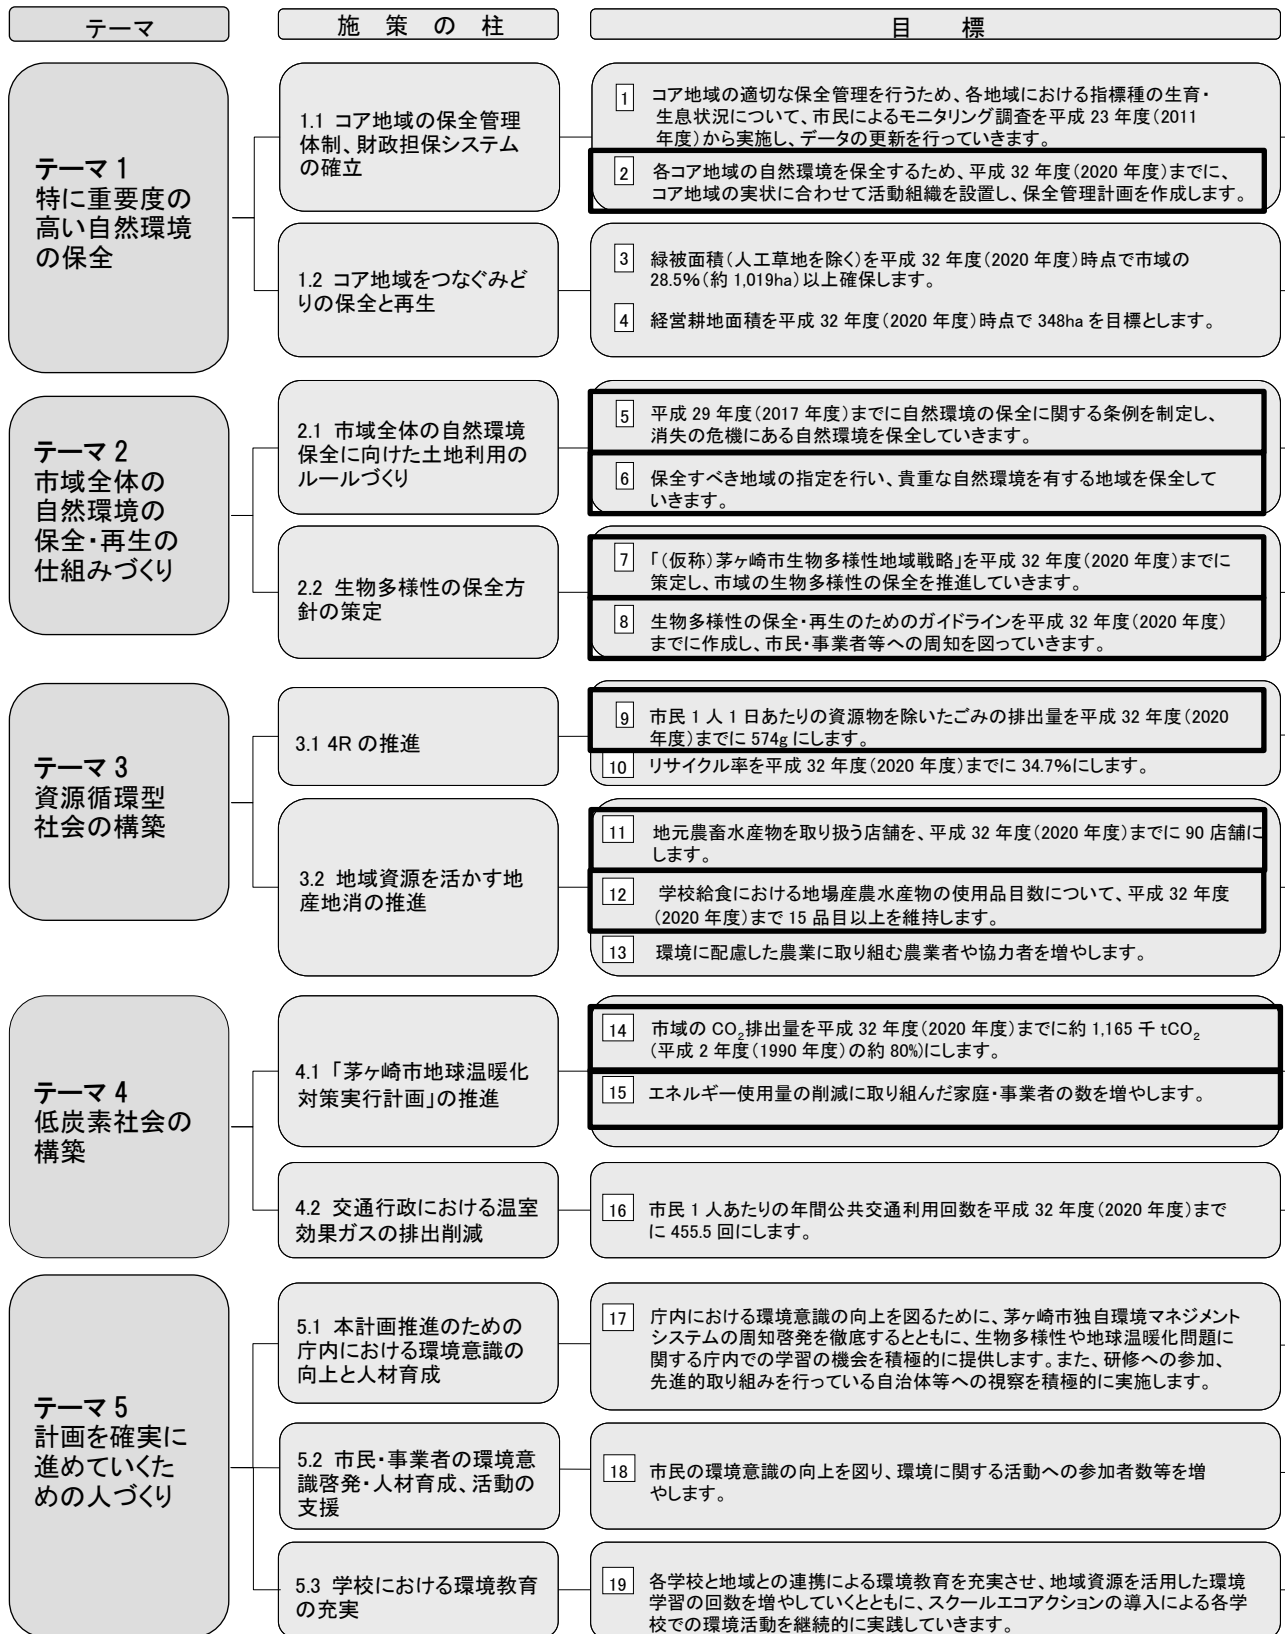 テーマ
施 策 の 柱
目 標
テーマ 1
特に重要度の
高い自然環境
の保全
1.1 コア地域の保全管理
体制、財政担保システム
の確立
1 コア地域の適切な保全管理を行うため、各地域における指標種の生育・
生息状況について、市民によるモニタリング調査を平成 23 年度(2011
年度)から実施し、データの更新を行っていきます。
2 各コア地域の自然環境を保全するため、平成 32 年度(2020 年度)までに、
コア地域の実状に合わせて活動組織を設置し、保全管理計画を作成します。
1.2 コア地域をつなぐみど
りの保全と再生
3 緑被面積(人工草地を除く)を平成 32 年度(2020 年度)時点で市域の
28.5%(約 1,019ha)以上確保します。
4 経営耕地面積を平成 32 年度(2020 年度)時点で 348ha を目標とします。
テーマ 2
市域全体の
自然環境の
保全・再生の
仕組みづくり
2.1 市域全体の自然環境
保全に向けた土地利用の
ルールづくり
5 平成 29 年度(2017 年度)までに自然環境の保全に関する条例を制定し、
消失の危機にある自然環境を保全していきます。
6 保全すべき地域の指定を行い、貴重な自然環境を有する地域を保全して
いきます。
2.2 生物多様性の保全方
針の策定
7 「(仮称)茅ヶ崎市生物多様性地域戦略」を平成 32 年度(2020 年度)までに
策定し、市域の生物多様性の保全を推進していきます。
8 生物多様性の保全・再生のためのガイドラインを平成 32 年度(2020 年度)
までに作成し、市民・事業者等への周知を図っていきます。
テーマ 3
資源循環型
社会の構築
3.1 4R の推進
9 市民 1 人 1 日あたりの資源物を除いたごみの排出量を平成 32 年度(2020
年度)までに 574g にします。
10 リサイクル率を平成 32 年度(2020 年度)までに 34.7%にします。
3.2 地域資源を活かす地
産地消の推進
11 地元農畜水産物を取り扱う店舗を、平成 32 年度(2020 年度)までに 90 店舗に
します。
12 学校給食における地場産農水産物の使用品目数について、平成 32 年度
(2020 年度)まで 15 品目以上を維持します。
13 環境に配慮した農業に取り組む農業者や協力者を増やします。
テーマ 4
低炭素社会の
構築
4.1 「茅ヶ崎市地球温暖化
対策実行計画」の推進
14 市域の CO₂排出量を平成 32 年度(2020 年度)までに約 1,165 千 tCO₂
(平成 2 年度(1990 年度)の約 80%)にします。
15 エネルギー使用量の削減に取り組んだ家庭・事業者の数を増やします。
4.2 交通行政における温室
効果ガスの排出削減
16 市民 1 人あたりの年間公共交通利用回数を平成 32 年度(2020 年度)まで
に 455.5 回にします。
テーマ 5
計画を確実に
進めていくた
めの人づくり
5.1 本計画推進のための
庁内における環境意識の
向上と人材育成
17 庁内における環境意識の向上を図るために、茅ヶ崎市独自環境マネジメント
システムの周知啓発を徹底するとともに、生物多様性や地球温暖化問題に
関する庁内での学習の機会を積極的に提供します。また、研修への参加、
先進的取り組みを行っている自治体等への視察を積極的に実施します。
5.2 市民・事業者の環境意
識啓発・人材育成、活動の
支援
18 市民の環境意識の向上を図り、環境に関する活動への参加者数等を増
やします。
5.3 学校における環境教育
の充実
19 各学校と地域との連携による環境教育を充実させ、地域資源を活用した環境
学習の回数を増やしていくとともに、スクールエコアクションの導入による各学
校での環境活動を継続的に実践していきます。